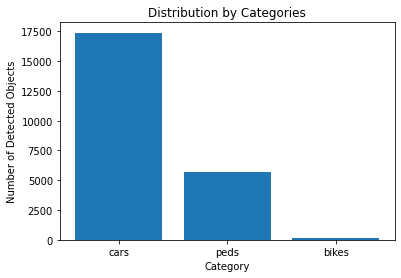 Distribution by Categories
Number of Detected Objects
17500
15000
12500
10000
7500
5000
2500
0
cars peds bikes
Category